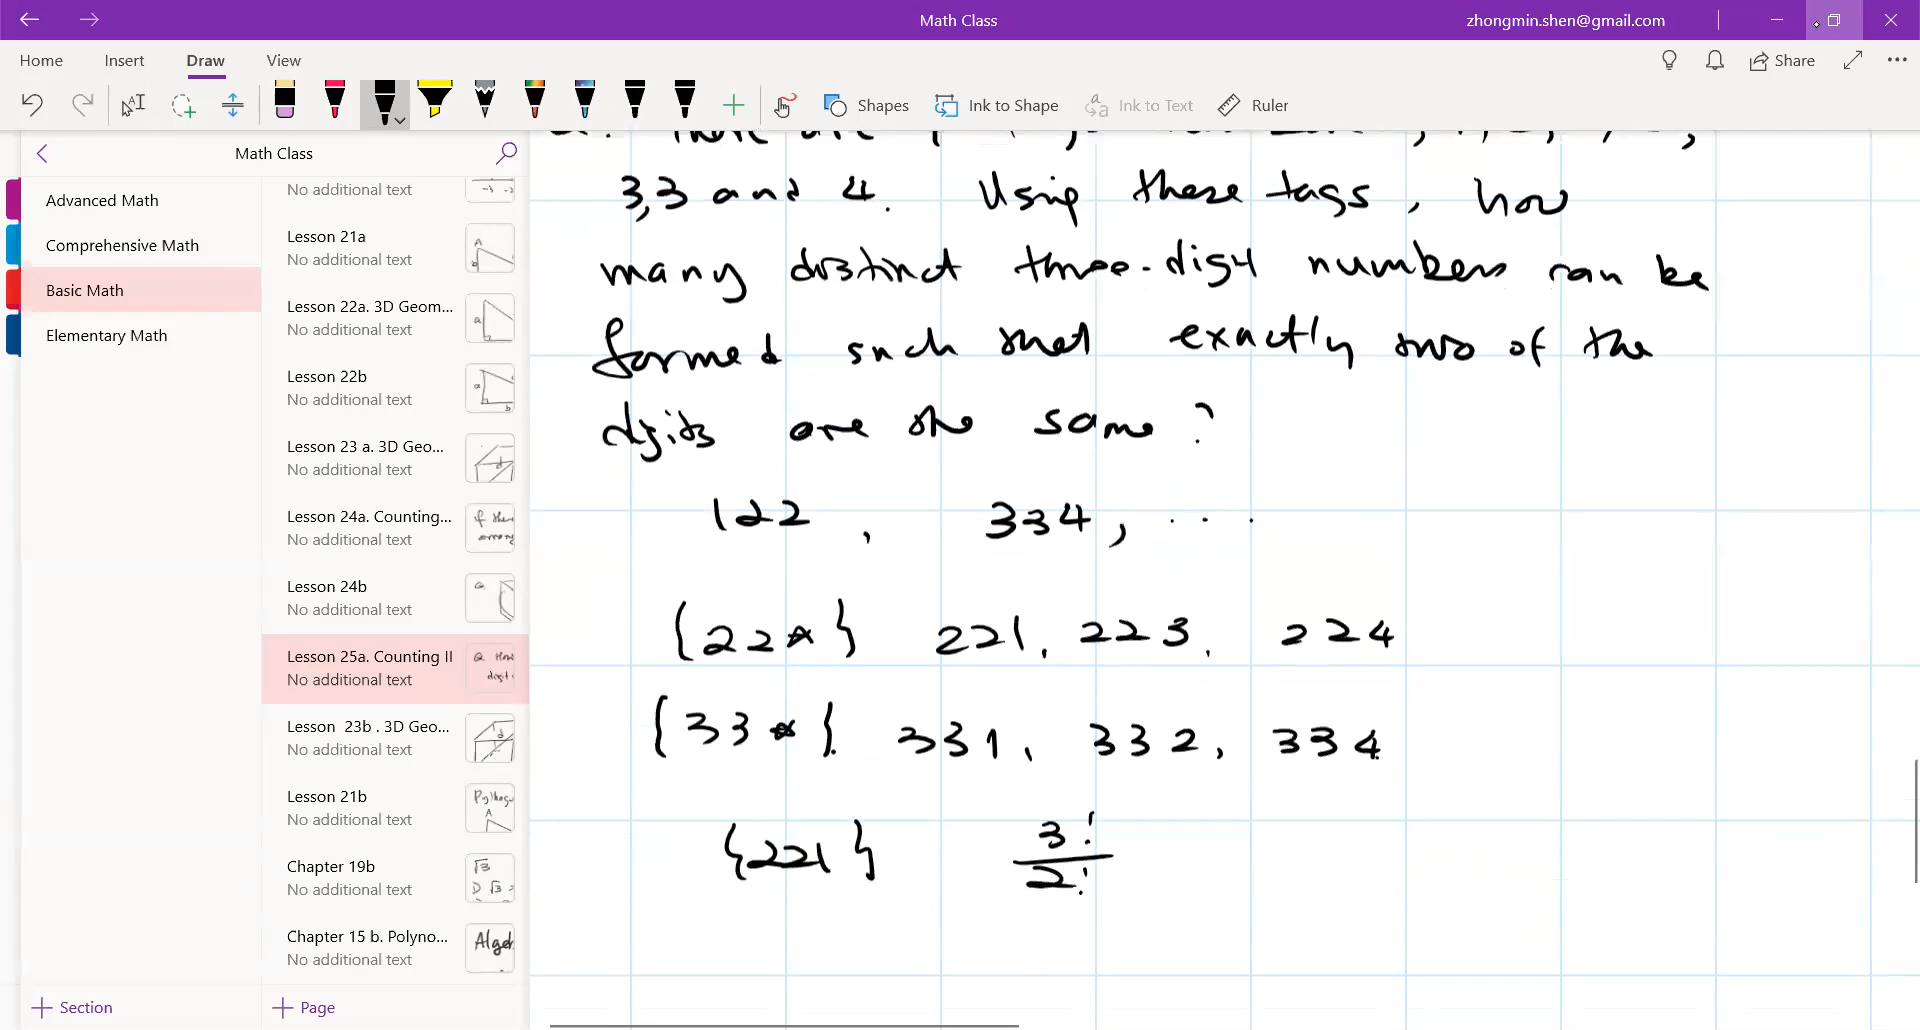 Math Class
zhongmin.shen@gmail.com
Home
Insert
Draw
View
Share
Shapes
Ink to Shape
Ink to Text
Ruler
Math Class
Advanced Math
Comprehensive Math
Basic Math
Elementary Math
No additional text
Lesson 21a
No additional text
Lesson 22a. 3D Geom...
No additional text
Lesson 22b
No additional text
Lesson 23 a. 3D Geo...
No additional text
Lesson 24a. Counting...
No additional text
Lesson 24b
No additional text
Lesson 25a. Counting II
No additional text
Lesson 23b . 3D Geo...
No additional text
Lesson 21b
No additional text
Chapter 19b
No additional text
Chapter 15 b. Polyno...
No additional text
Section
Page
3,3 and 4. Using these tags, how
many distinct three-digit numbers can be
formed such that exactly two of the
digits are the same?
122, 334, ...
{22*} 221, 223, 224
{33*}. 331, 332, 334.
{221} 3!
2!